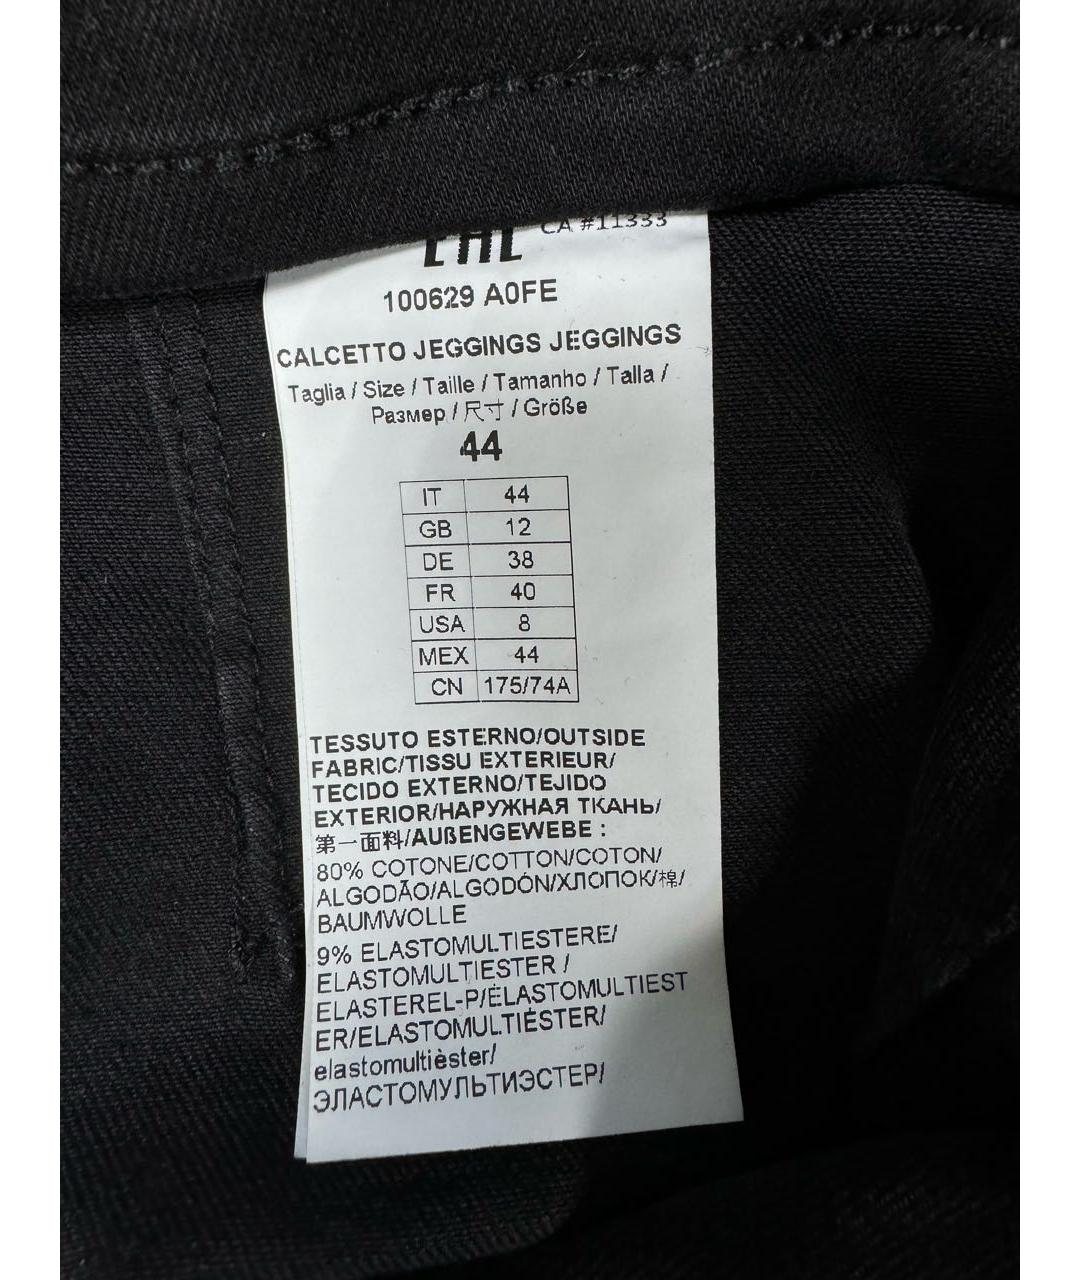 EAC CA #11333
100629 A0FE
CALCETTO JEGGINGS JEGGINGS
Taglia / Size / Taille / Tamanho / Talla /
Размер / 尺寸 / Größe
44
IT 44
GB 12
DE 38
FR 40
USA 8
MEX 44
CN 175/74A
TESSUTO ESTERNO/OUTSIDE
FABRIC/TISSU EXTERIEUR/
TECIDO EXTERNO/TEJIDO
EXTERIOR/НАРУЖНАЯ ТКАНЬ/
第一面料/AUßENGEWEBE :
80% COTONE/COTTON/COTON/
ALGODÃO/ALGODÓN/ХЛОПОК/棉/
BAUMWOLLE
9% ELASTOMULTIESTERE/
ELASTOMULTIESTER /
ELASTEREL-P/ÉLASTOMULTIEST
ER/ELASTOMULTIÉSTER/
elastomultièster/
ЭЛАСТОМУЛЬТИЭСТЕР/